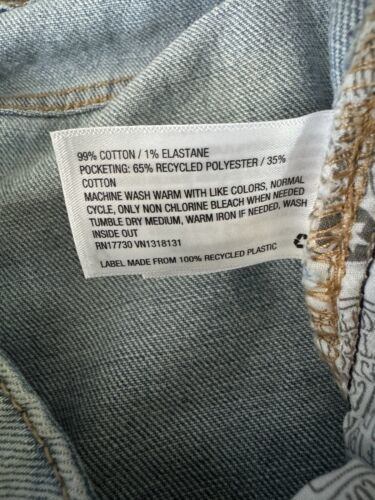 99% COTTON / 1% ELASTANE
POCKETING: 65% RECYCLED POLYESTER / 35%
COTTON
MACHINE WASH WARM WITH LIKE COLORS, NORMAL
CYCLE, ONLY NON CHLORINE BLEACH WHEN NEEDED
TUMBLE DRY MEDIUM, WARM IRON IF NEEDED, WASH
INSIDE OUT
RN17730 VN1318131
LABEL MADE FROM 100% RECYCLED PLASTIC